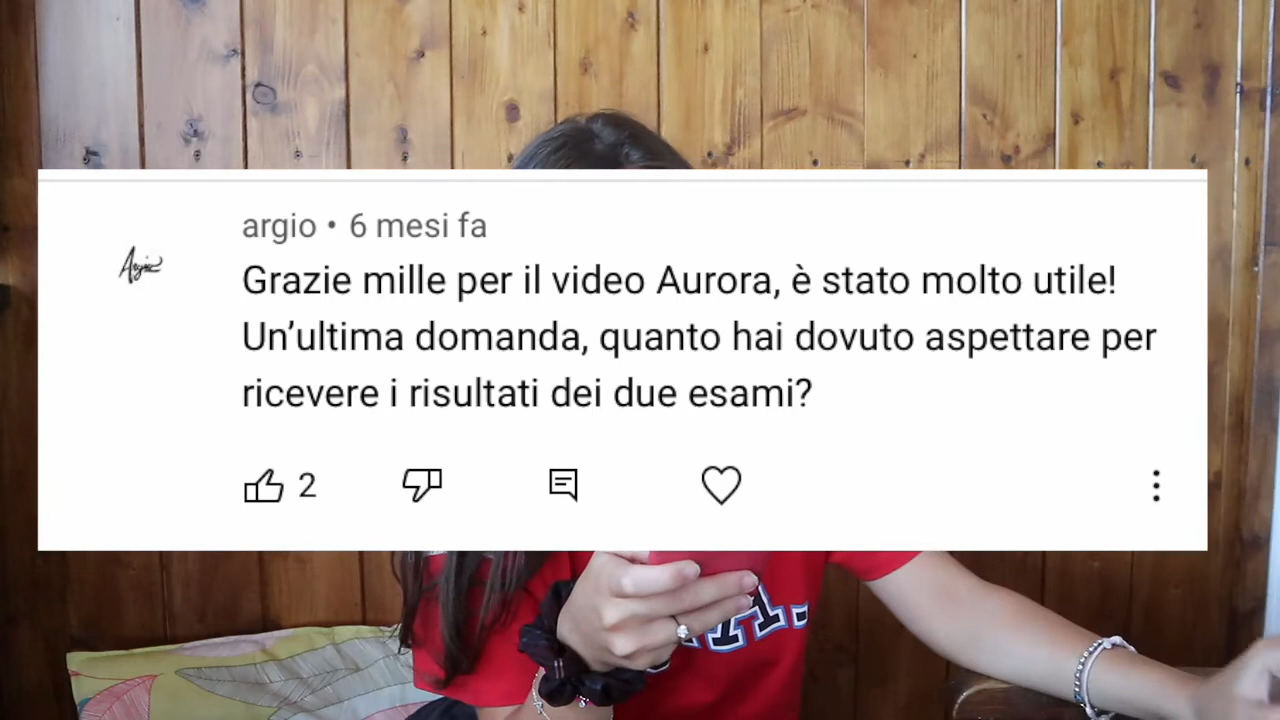 argio • 6 mesi fa
Grazie mille per il video Aurora, è stato molto utile!
Un’ultima domanda, quanto hai dovuto aspettare per
ricevere i risultati dei due esami?
2